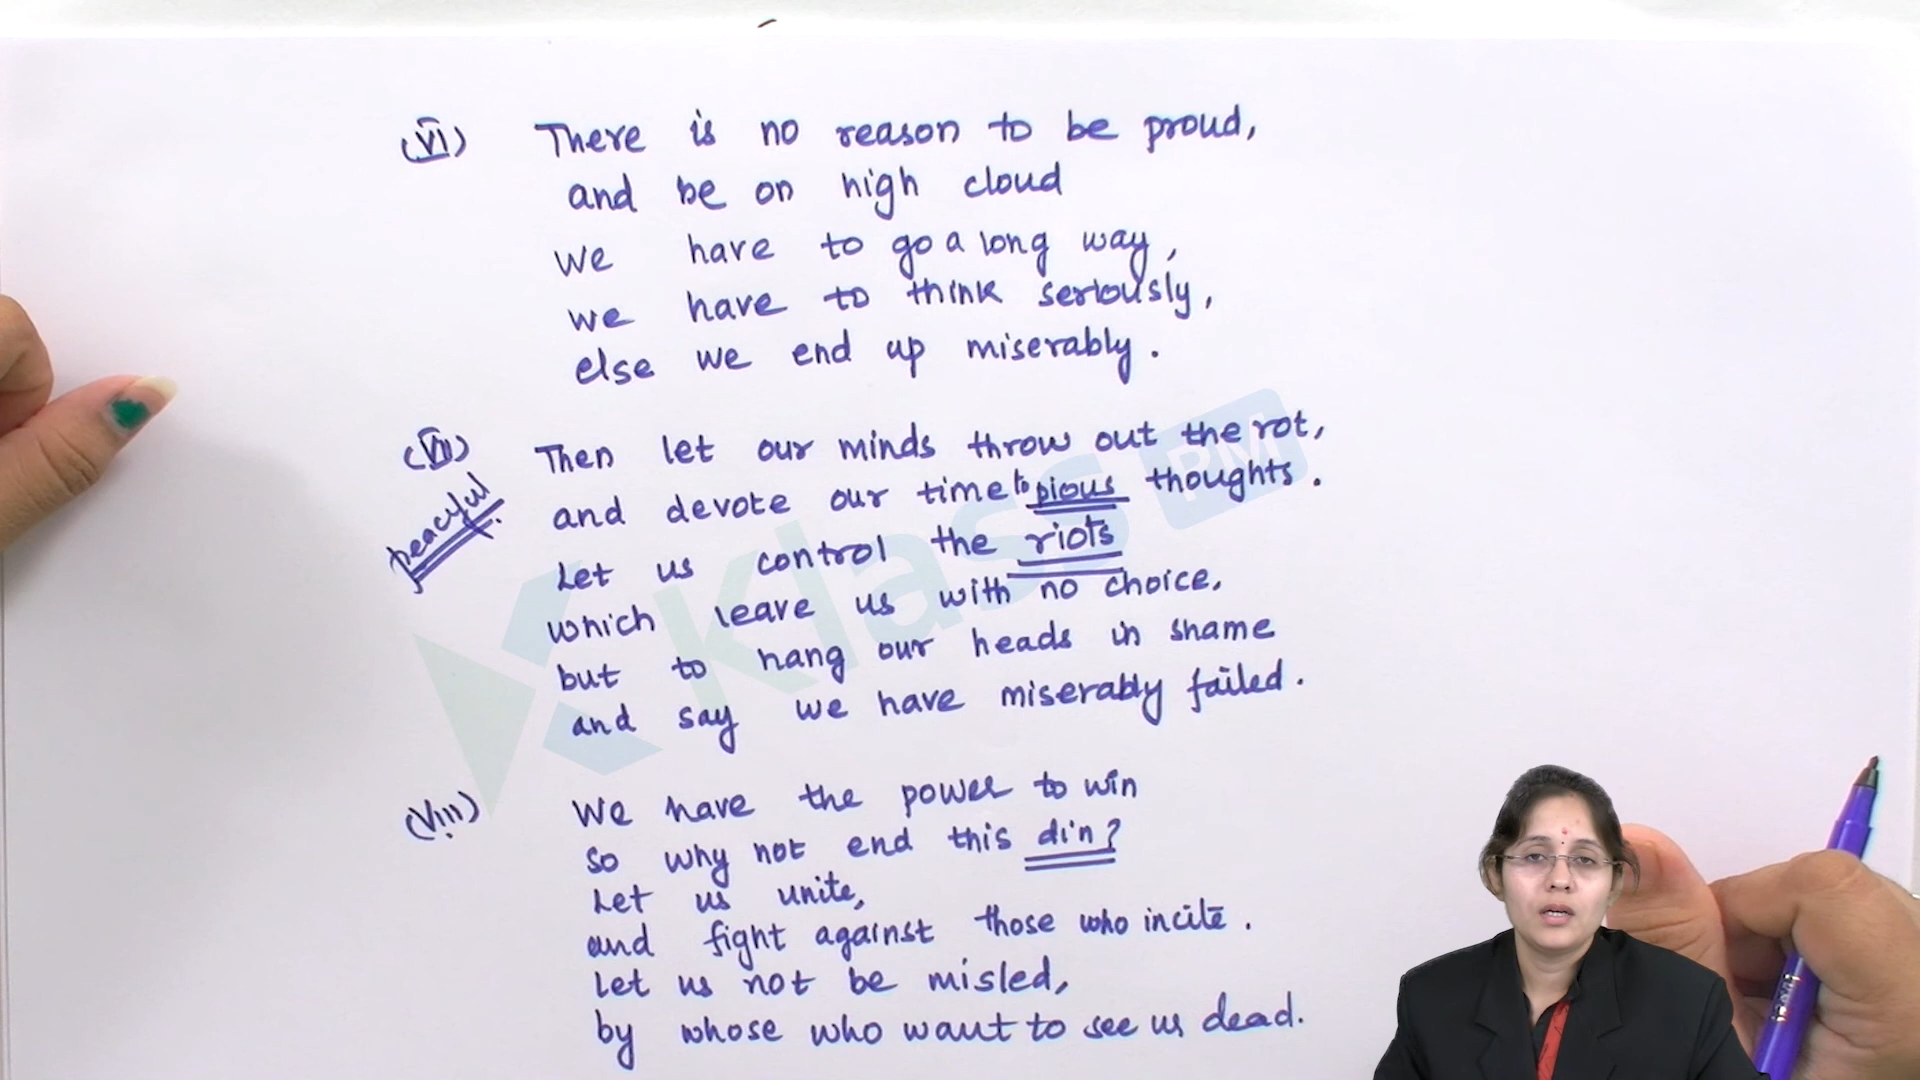 (VI) There is no reason to be proud,
and be on high cloud
We have to go a long way,
we have to think seriously,
else we end up miserably.
(VII) Then let our minds throw out the rot,
peaceful
and devote our time to pious thoughts.
Let us control the riots
which leave us with no choice,
but to hang our heads in shame
and say we have miserably failed.
(VIII) We have the power to win
so why not end this din?
Let us unite,
and fight against those who incite.
Let us not be misled,
by whose who want to see us dead.
Klass PM